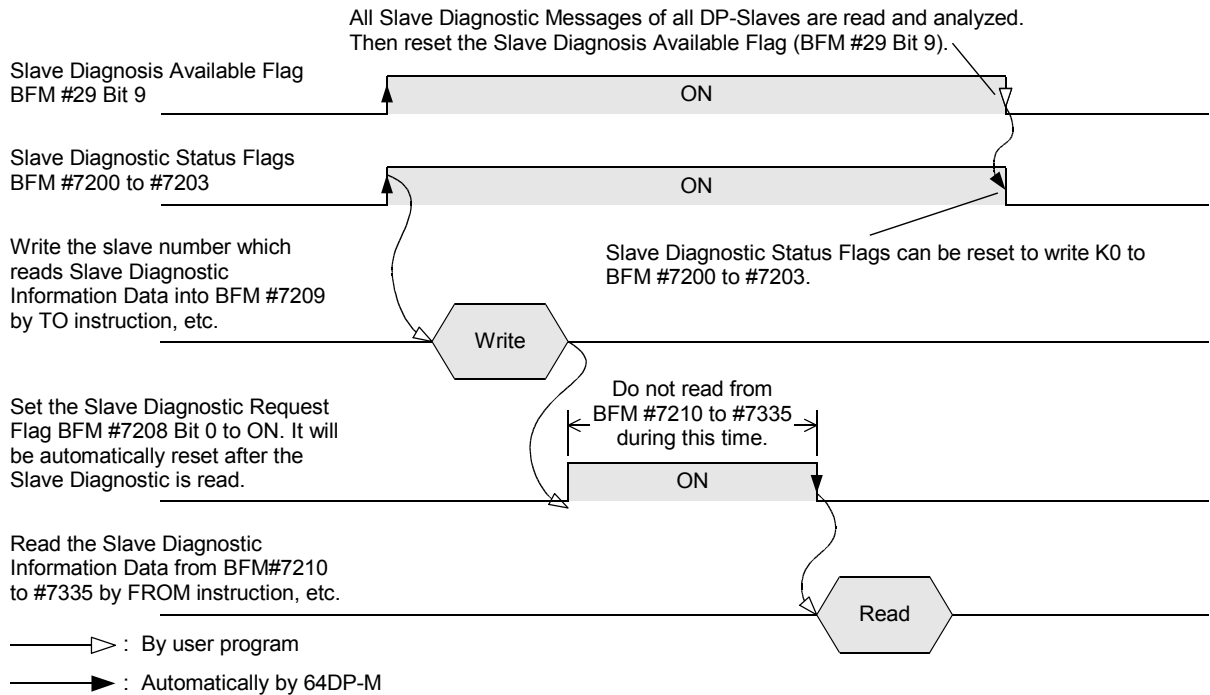 All Slave Diagnostic Messages of all DP-Slaves are read and analyzed.
Then reset the Slave Diagnosis Available Flag (BFM #29 Bit 9).
Slave Diagnosis Available Flag
BFM #29 Bit 9
ON
Slave Diagnostic Status Flags
BFM #7200 to #7203
ON
Write the slave number which
reads Slave Diagnostic
Information Data into BFM #7209
by TO instruction, etc.
Slave Diagnostic Status Flags can be reset to write K0 to
BFM #7200 to #7203.
Write
Set the Slave Diagnostic Request
Flag BFM #7208 Bit 0 to ON. It will
be automatically reset after the
Slave Diagnostic is read.
Do not read from
BFM #7210 to #7335
during this time.
ON
Read the Slave Diagnostic
Information Data from BFM#7210
to #7335 by FROM instruction, etc.
Read
: By user program
: Automatically by 64DP-M